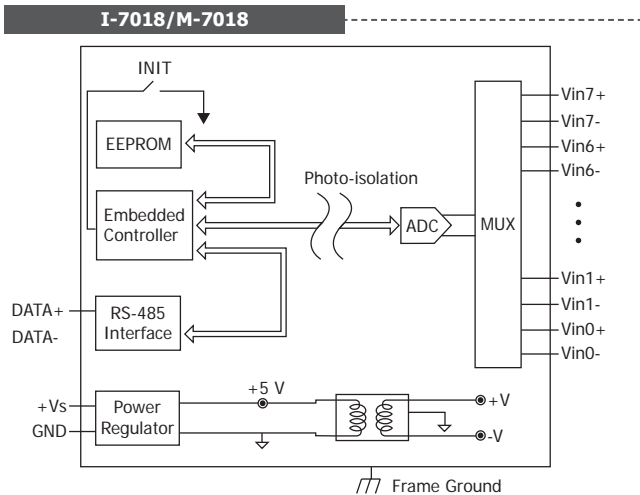 I-7018/M-7018
INIT
EEPROM
Embedded
Controller
RS-485
Interface
DATA+
DATA-
Photo-isolation
ADC
MUX
Vin7+
Vin7-
Vin6+
Vin6-
Vin1+
Vin1-
Vin0+
Vin0-
+Vs
GND
Power
Regulator
+5 V
+V
-V
Frame Ground